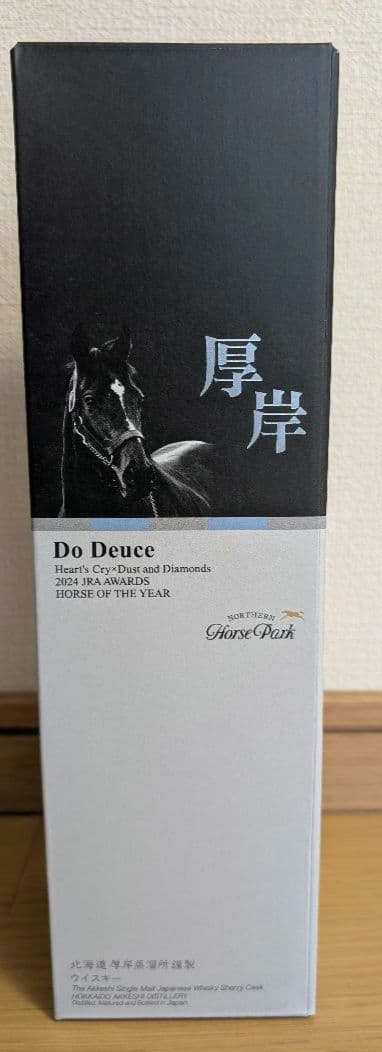 厚岸
Do Deuce
Heart's Cry×Dust and Diamonds
2024 JRA AWARDS
HORSE OF THE YEAR
NORTHERN
Horse Park
北海道 厚岸蒸溜所 謹製
ウイスキー
The Akkeshi Single Malt Japanese Whisky Sherry Cask
HOKKAIDO AKKESHI DISTILLERY
Distilled, Matured and Bottled in Japan